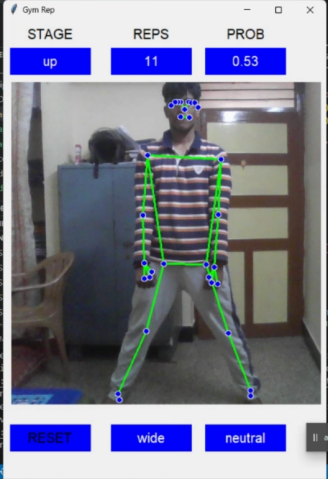 Gym Rep
STAGE REPS PROB
up 11 0.53
RESET wide neutral